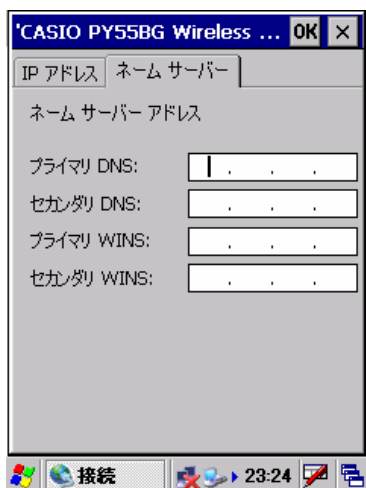 'CASIO PY55BG Wireless ... OK ×
IP アドレス ネーム サーバー
ネーム サーバー アドレス
プライマリ DNS: . . .
セカンダリ DNS: . . .
プライマリ WINS: . . .
セカンダリ WINS: . . .
接続 23:24